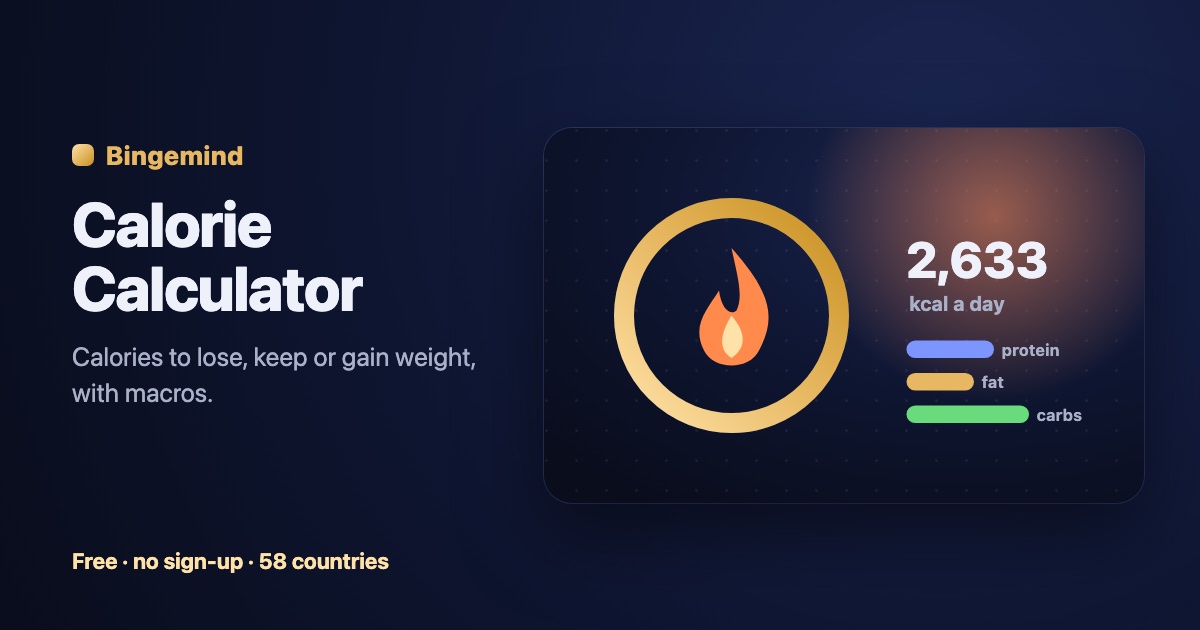 Bingemind
Calorie
Calculator
Calories to lose, keep or gain weight,
with macros.
Free · no sign-up · 58 countries
2,633
kcal a day
protein
fat
carbs